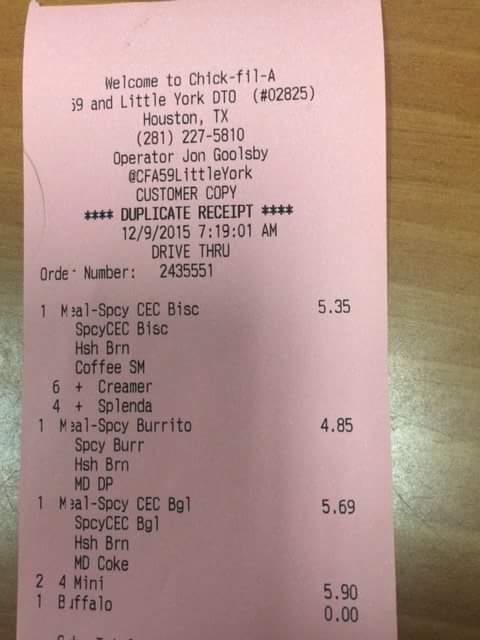 Welcome to Chick-fil-A
59 and Little York DTO (#02825)
Houston, TX
(281) 227-5810
Operator Jon Goolsby
@CFA59LittleYork
CUSTOMER COPY
**** DUPLICATE RECEIPT ****
12/9/2015 7:19:01 AM
DRIVE THRU
Order Number: 2435551
1 Meal-Spcy CEC Bisc 5.35
SpcyCEC Bisc
Hsh Brn
Coffee SM
6 + Creamer
4 + Splenda
1 Meal-Spcy Burrito 4.85
Spcy Burr
Hsh Brn
MD DP
1 Meal-Spcy CEC Bgl 5.69
SpcyCEC Bgl
Hsh Brn
MD Coke
2 4 Mini 5.90
1 Buffalo 0.00